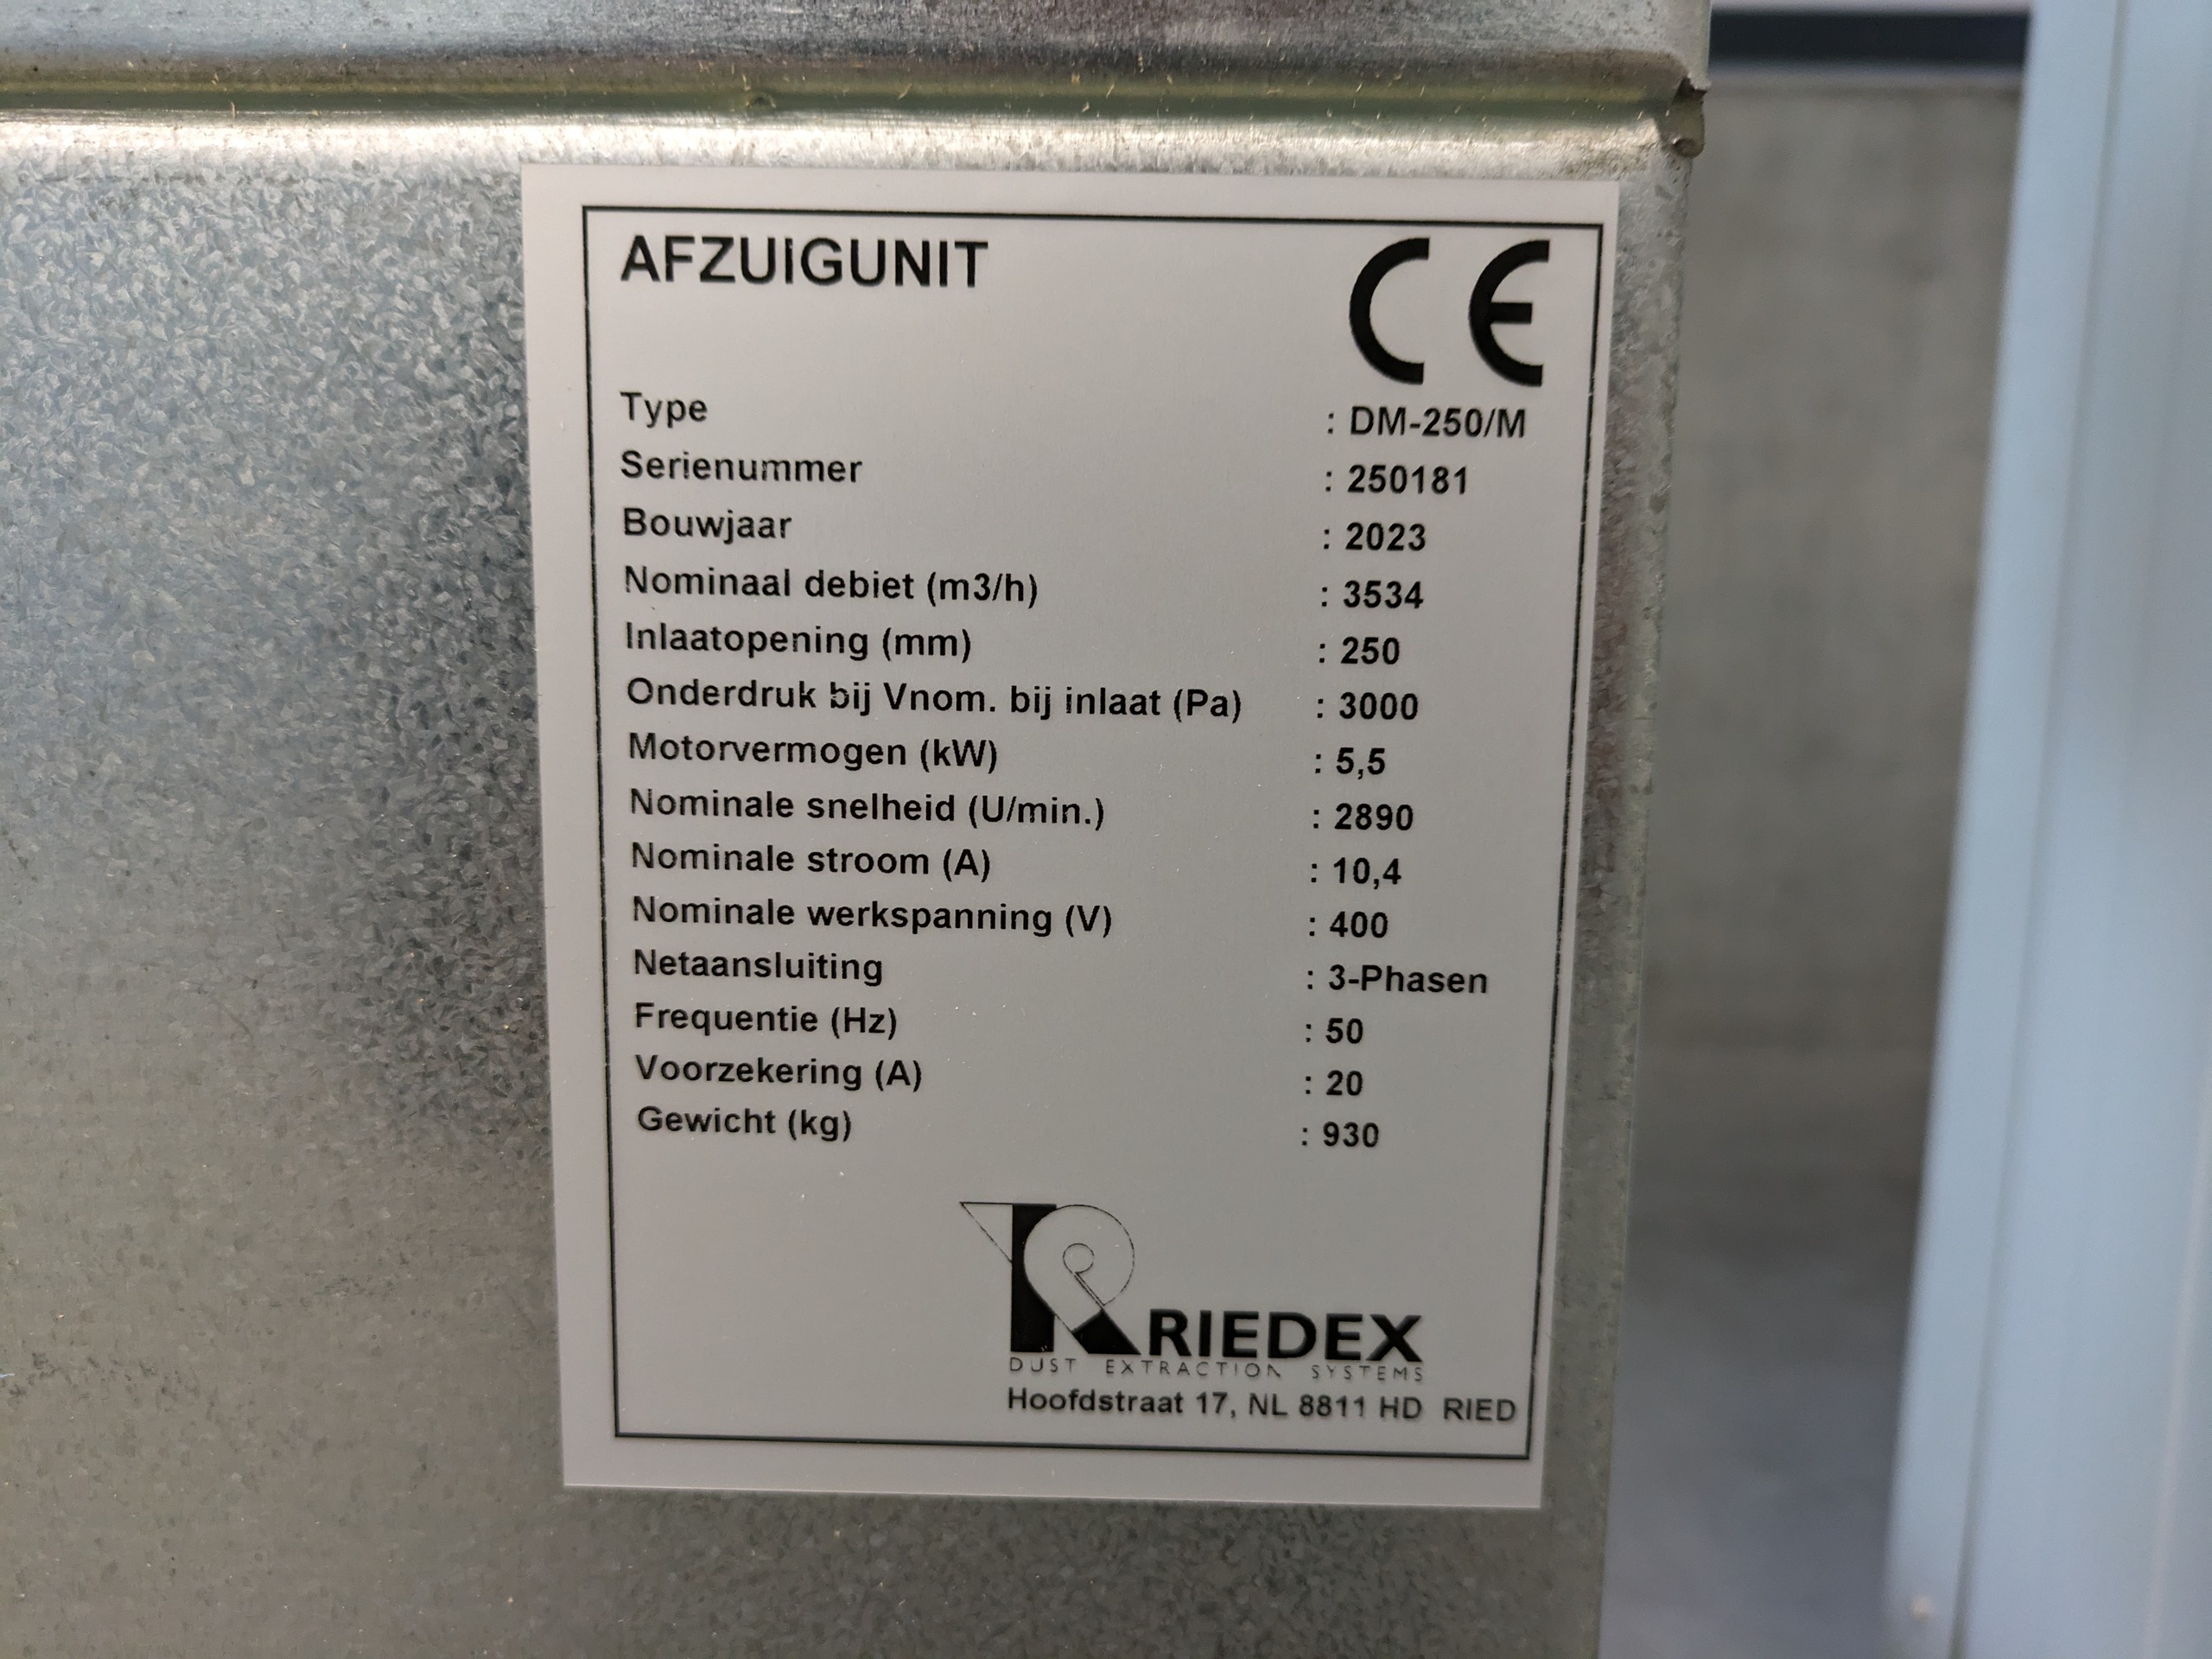 AFZUIGUNIT
CE
Type : DM-250/M
Serienummer : 250181
Bouwjaar : 2023
Nominaal debiet (m3/h) : 3534
Inlaatopening (mm) : 250
Onderdruk bij Vnom. bij inlaat (Pa) : 3000
Motorvermogen (kW) : 5,5
Nominale snelheid (U/min.) : 2890
Nominale stroom (A) : 10,4
Nominale werkspanning (V) : 400
Netaansluiting : 3-Phasen
Frequentie (Hz) : 50
Voorzekering (A) : 20
Gewicht (kg) : 930
RIEDEX
DUST EXTRACTION SYSTEMS
Hoofdstraat 17, NL 8811 HD RIED